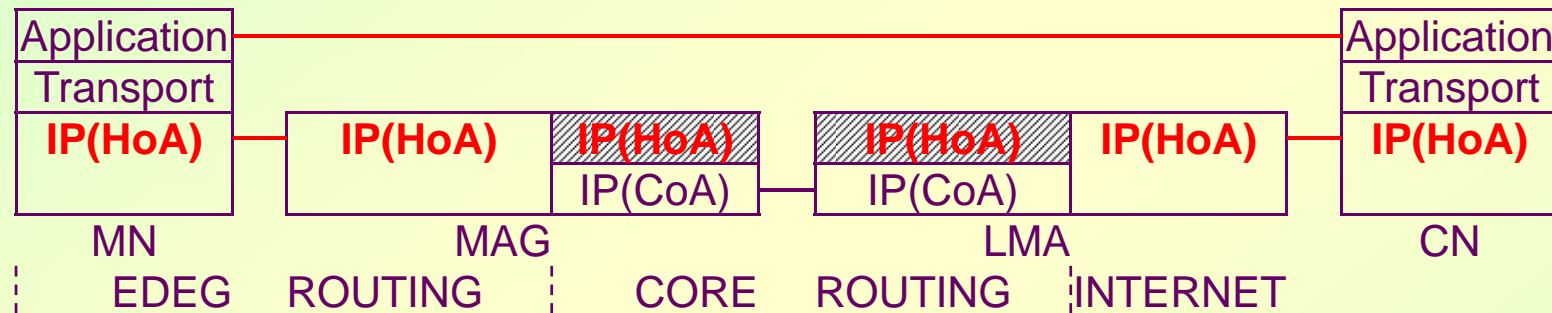 Application Application
Transport Transport
IP(HoA) IP(HoA) IP(HoA) IP(HoA) IP(HoA) IP(HoA)
IP(CoA) IP(CoA)
MN MAG LMA CN
EDEG ROUTING CORE ROUTING INTERNET